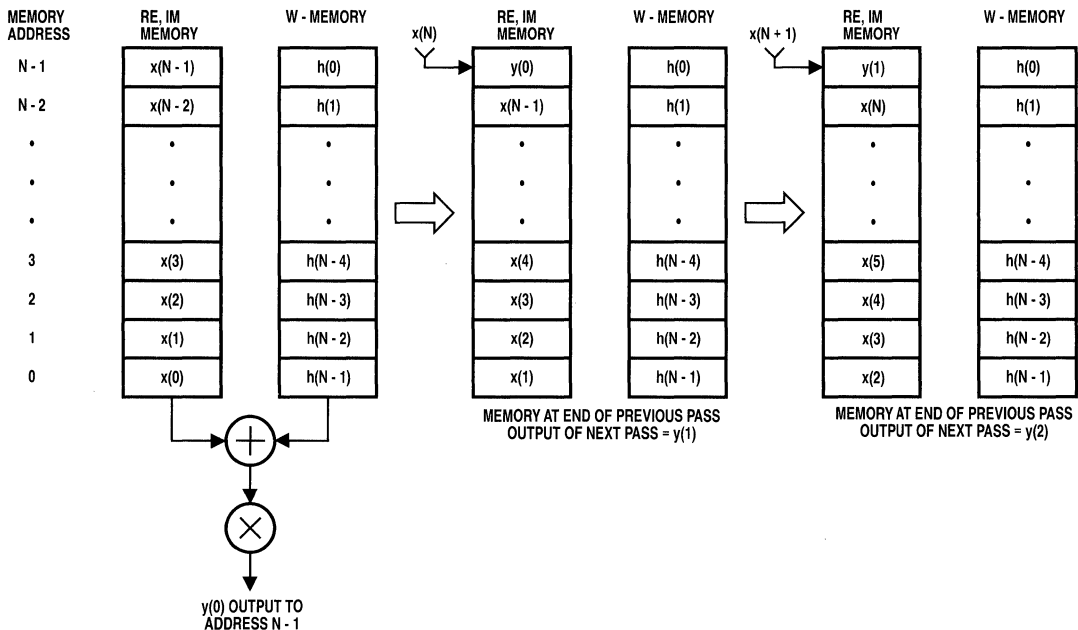 MEMORY ADDRESS RE, IM MEMORY W - MEMORY x(N) RE, IM MEMORY W - MEMORY x(N + 1) RE, IM MEMORY W - MEMORY
N - 1 x(N - 1) h(0) y(0) h(0) y(1) h(0)
N - 2 x(N - 2) h(1) x(N - 1) h(1) x(N) h(1)
3 x(3) h(N - 4) x(4) h(N - 4) x(5) h(N - 4)
2 x(2) h(N - 3) x(3) h(N - 3) x(4) h(N - 3)
1 x(1) h(N - 2) x(2) h(N - 2) x(3) h(N - 2)
0 x(0) h(N - 1) x(1) h(N - 1) x(2) h(N - 1)
MEMORY AT END OF PREVIOUS PASS
OUTPUT OF NEXT PASS = y(1)
MEMORY AT END OF PREVIOUS PASS
OUTPUT OF NEXT PASS = y(2)
y(0) OUTPUT TO
ADDRESS N - 1